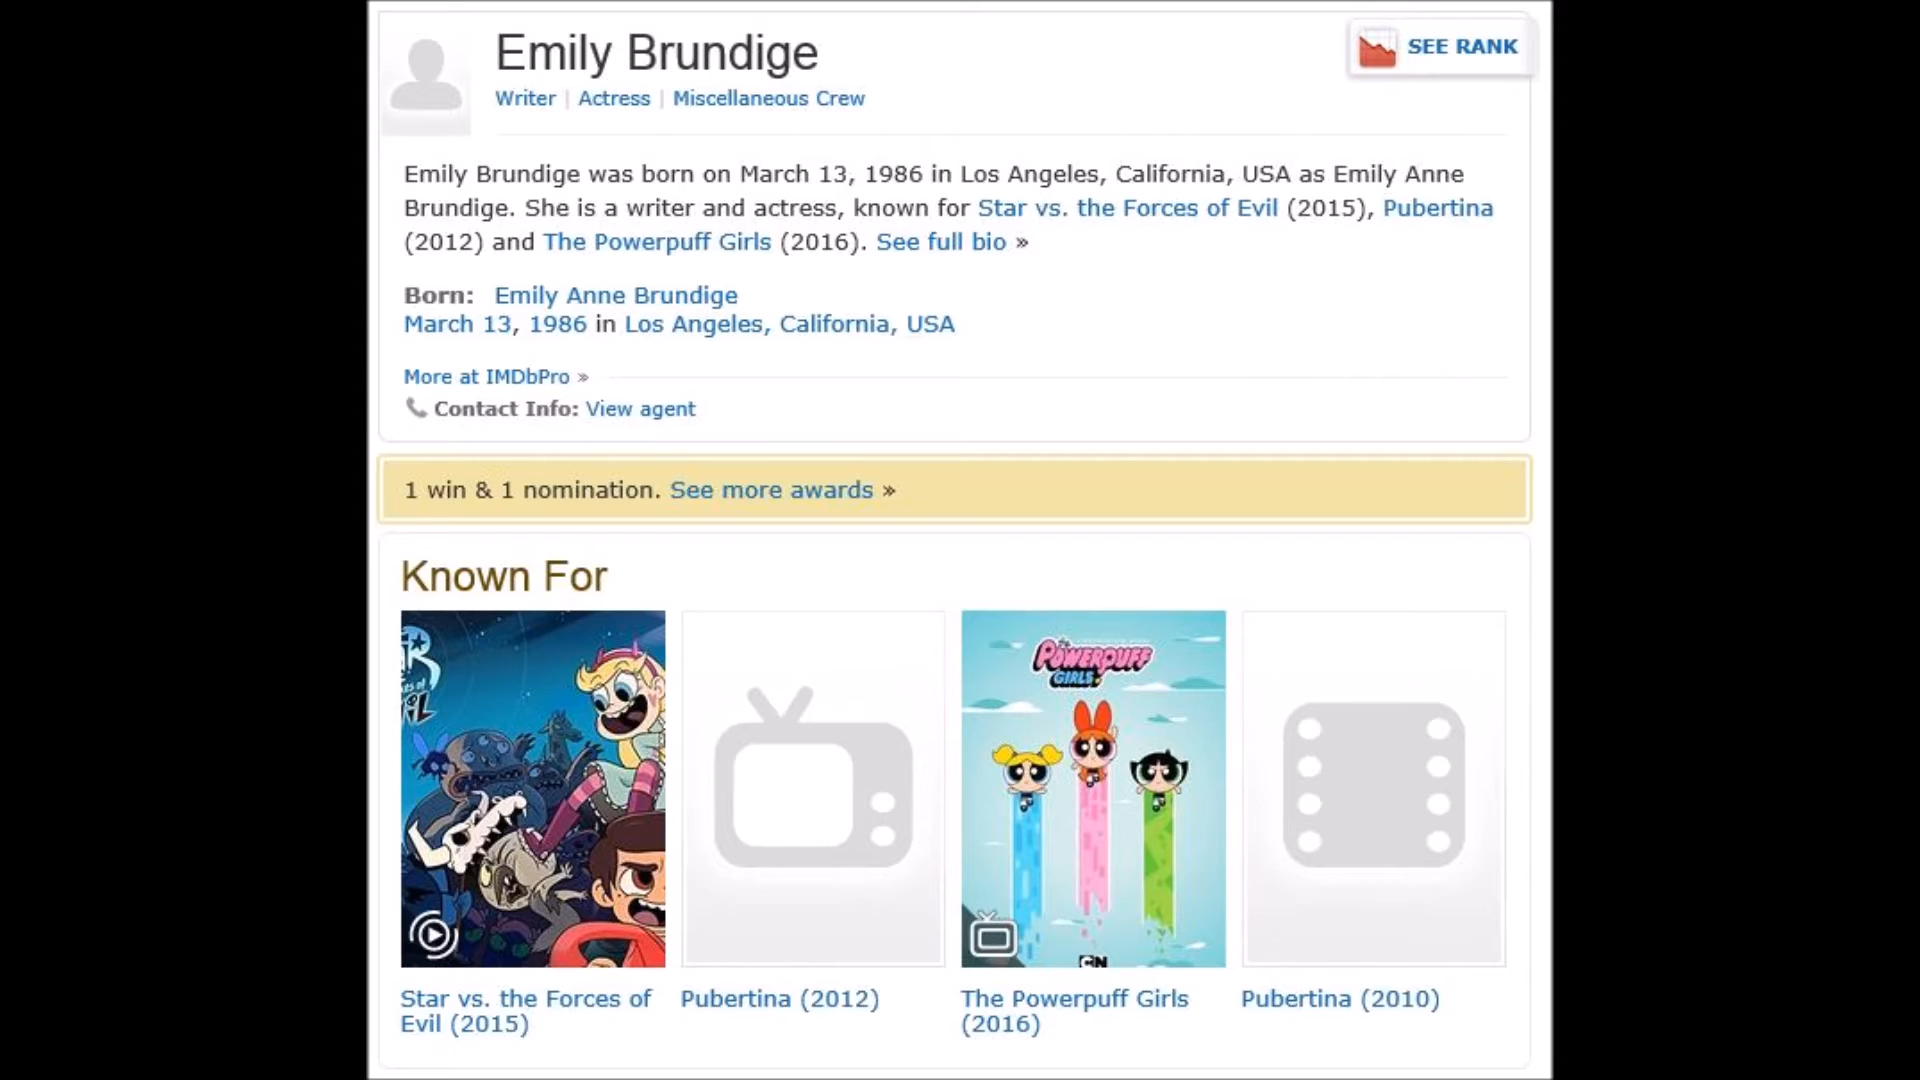 Emily Brundige
SEE RANK
Writer | Actress | Miscellaneous Crew
Emily Brundige was born on March 13, 1986 in Los Angeles, California, USA as Emily Anne
Brundige. She is a writer and actress, known for Star vs. the Forces of Evil (2015), Pubertina
(2012) and The Powerpuff Girls (2016). See full bio »
Born: Emily Anne Brundige
March 13, 1986 in Los Angeles, California, USA
More at IMDbPro »
Contact Info: View agent
1 win & 1 nomination. See more awards »
Known For
THE POWERPUFF
GIRLS
CN
Star vs. the Forces of
Evil (2015)
Pubertina (2012)
The Powerpuff Girls
(2016)
Pubertina (2010)